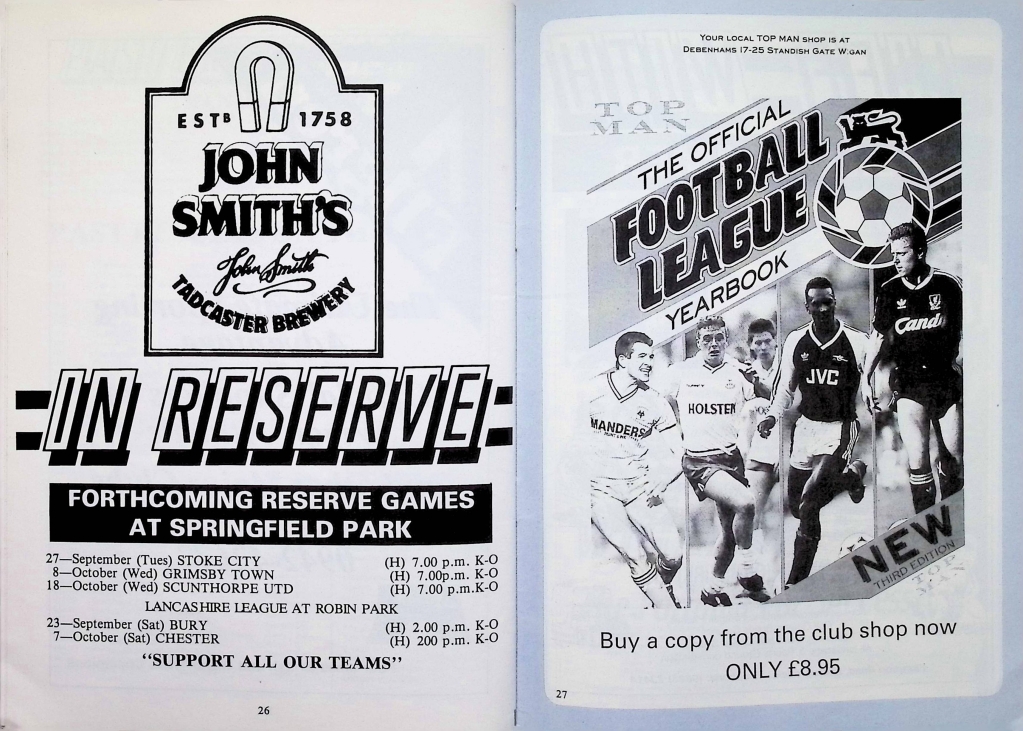 ESTB 1758
JOHN
SMITH'S
John Smith
TADCASTER BREWERY
IN RESERVE
FORTHCOMING RESERVE GAMES
AT SPRINGFIELD PARK
27—September (Tues) STOKE CITY (H) 7.00 p.m. K-O
8—October (Wed) GRIMSBY TOWN (H) 7.00p.m. K-O
18—October (Wed) SCUNTHORPE UTD (H) 7.00 p.m.K-O
LANCASHIRE LEAGUE AT ROBIN PARK
23—September (Sat) BURY (H) 2.00 p.m. K-O
7—October (Sat) CHESTER (H) 200 p.m. K-O
"SUPPORT ALL OUR TEAMS"
26
YOUR LOCAL TOP MAN SHOP IS AT
DEBENHAMS 17-25 STANDISH GATE WIGAN
TOP
MAN
THE OFFICIAL
FOOTBALL
LEAGUE
YEARBOOK
Candy
JVC
HOLSTEN
MANDERS
NEW
THIRD EDITION
TOP
MAN
Buy a copy from the club shop now
ONLY £8.95
27